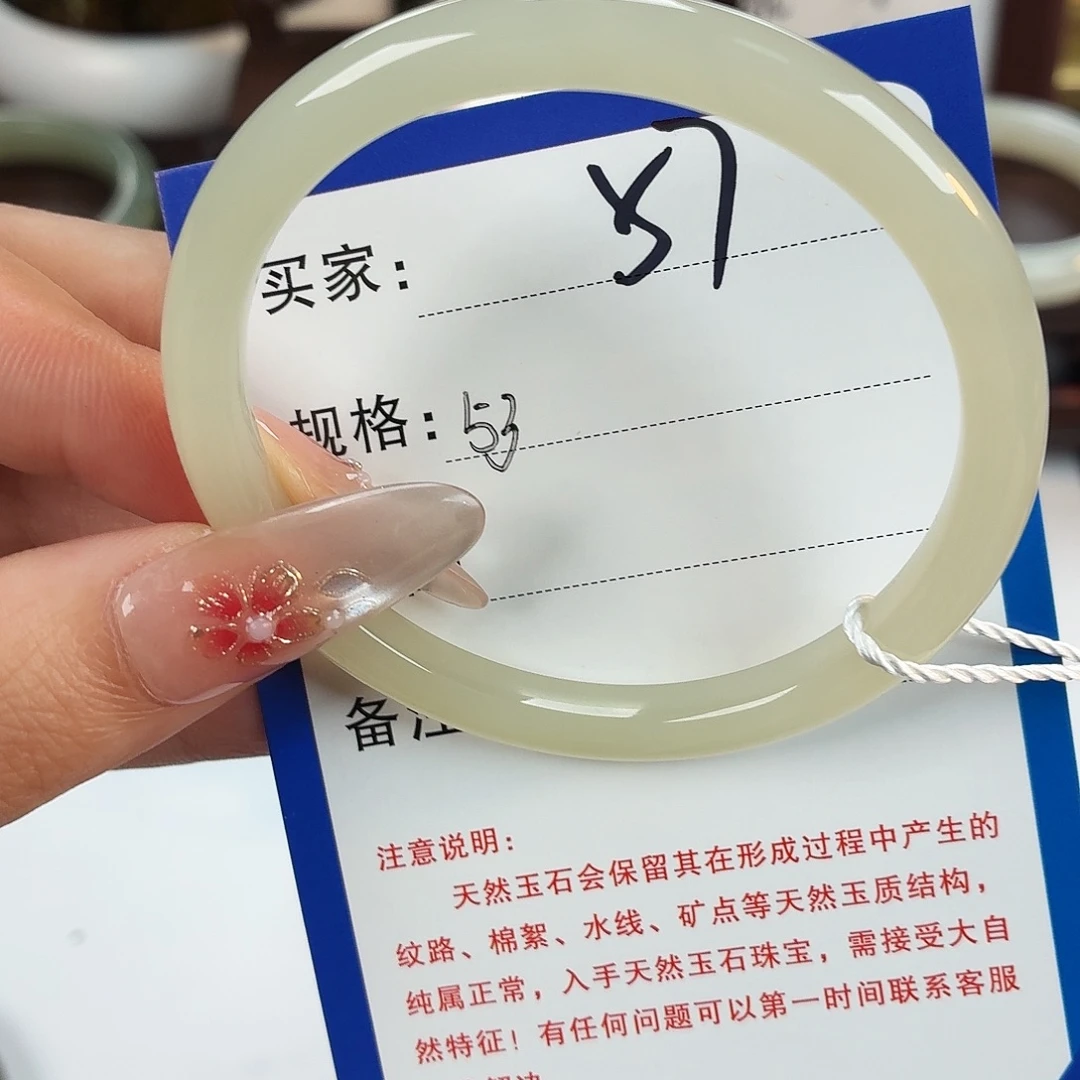 57
买家：
规格：53
备注
注意说明：
天然玉石会保留其在形成过程中产生的
纹路、棉絮、水线、矿点等天然玉质结构，
纯属正常，入手天然玉石珠宝，需接受大自
然特征！有任何问题可以第一时间联系客服